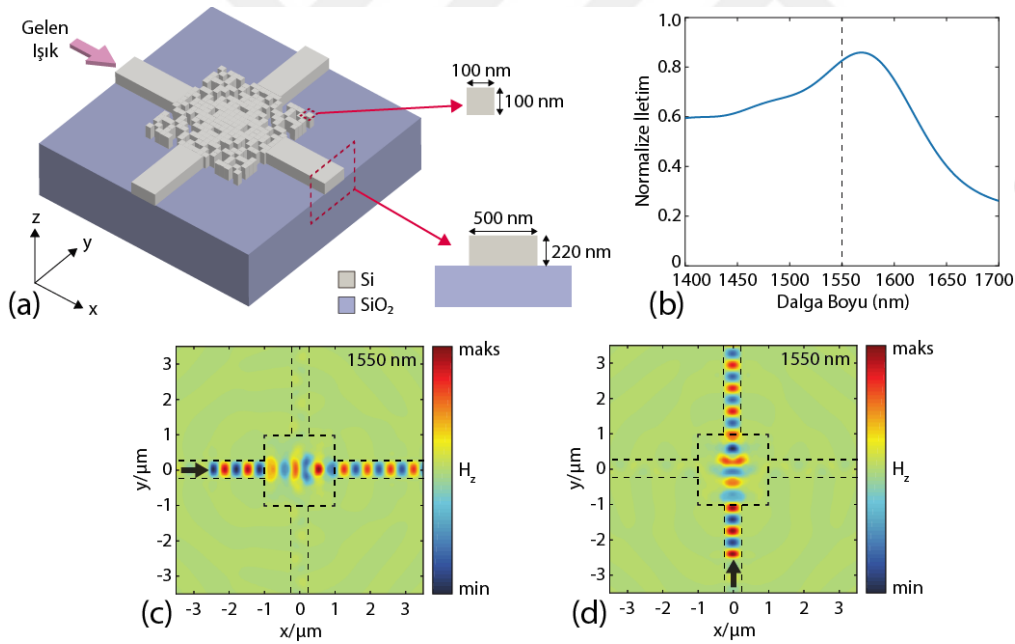 Gelen
Işık
100 nm
100 nm
500 nm
220 nm
z
y
x
Si
SiO₂
(a)
Normalize İletim
1.0
0.8
0.6
0.4
0.2
0
1400 1450 1500 1550 1600 1650 1700
Dalga Boyu (nm)
(b)
1550 nm
maks
min
H_z
y/µm
3
2
1
0
-1
-2
-3
-3 -2 -1 0 1 2 3
x/µm
(c)
1550 nm
maks
min
H_z
y/µm
3
2
1
0
-1
-2
-3
-3 -2 -1 0 1 2 3
x/µm
(d)